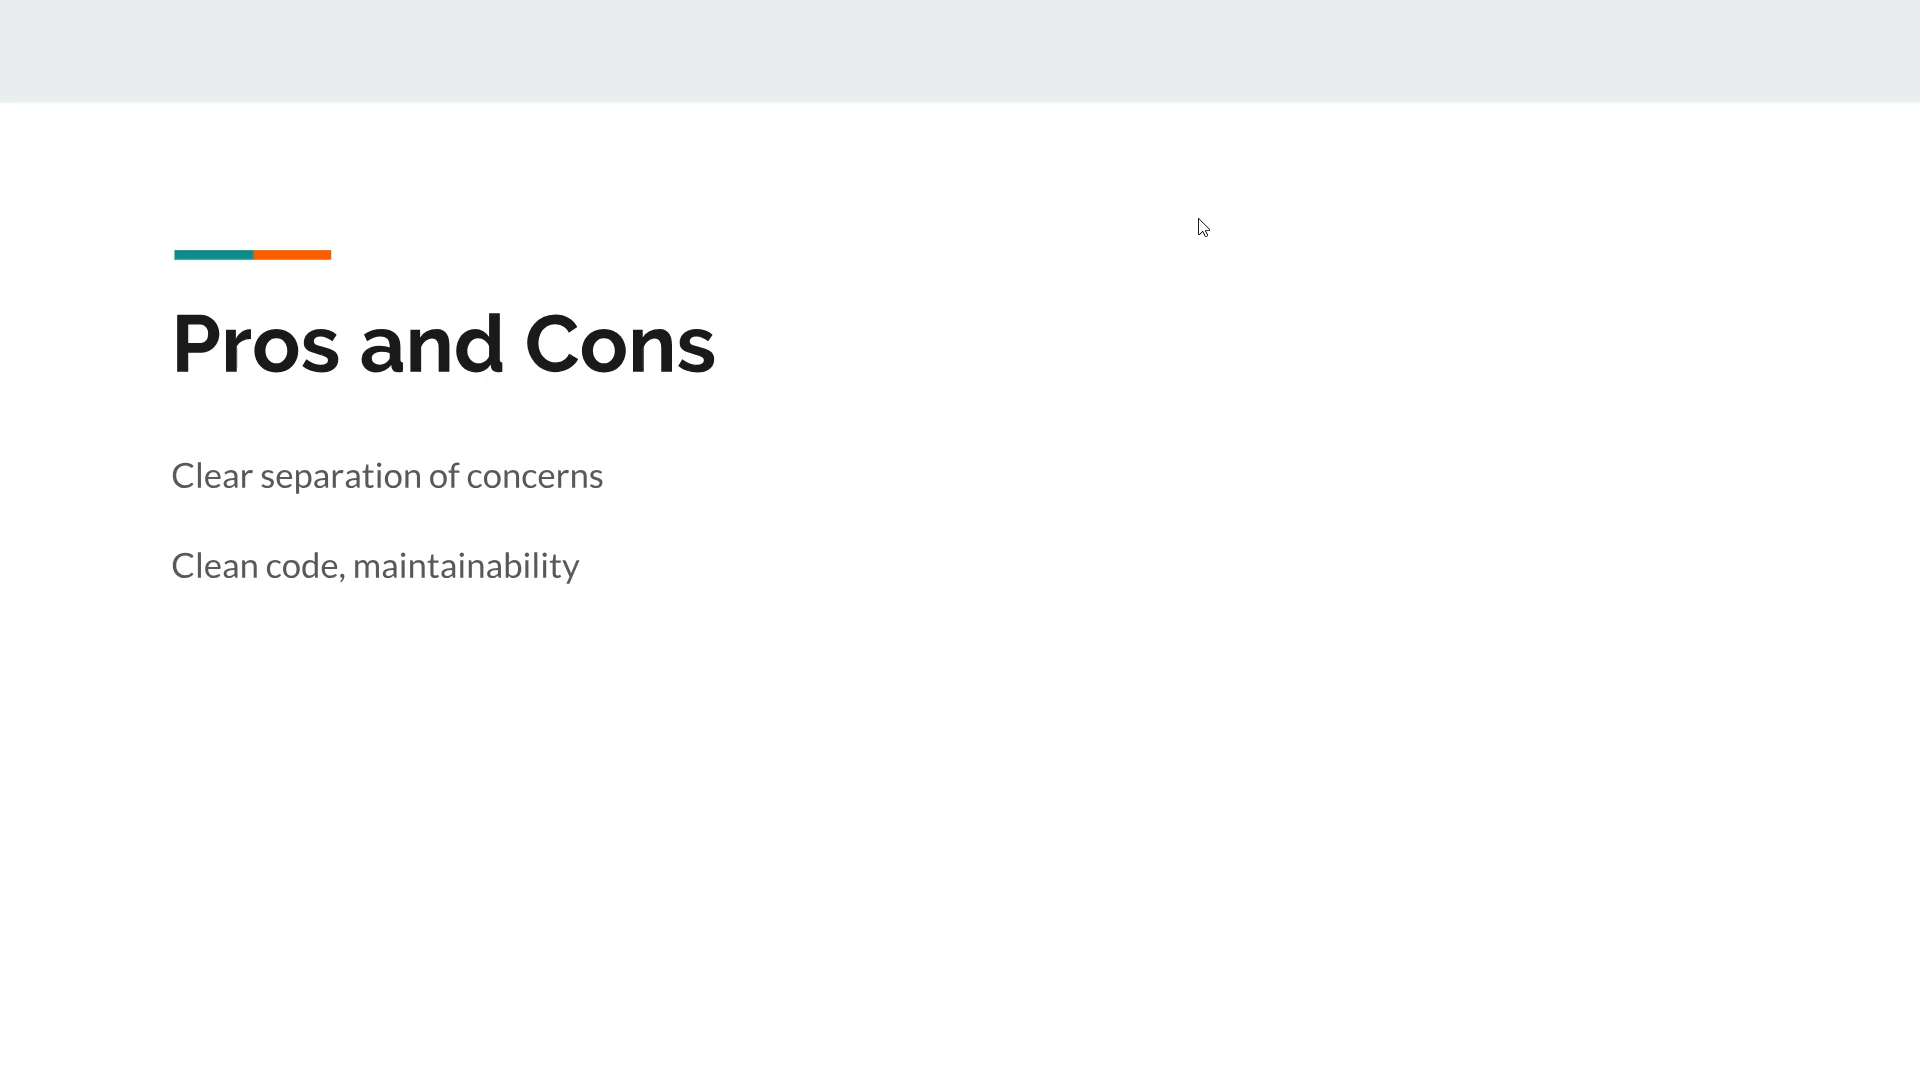 Pros and Cons
Clear separation of concerns
Clean code, maintainability